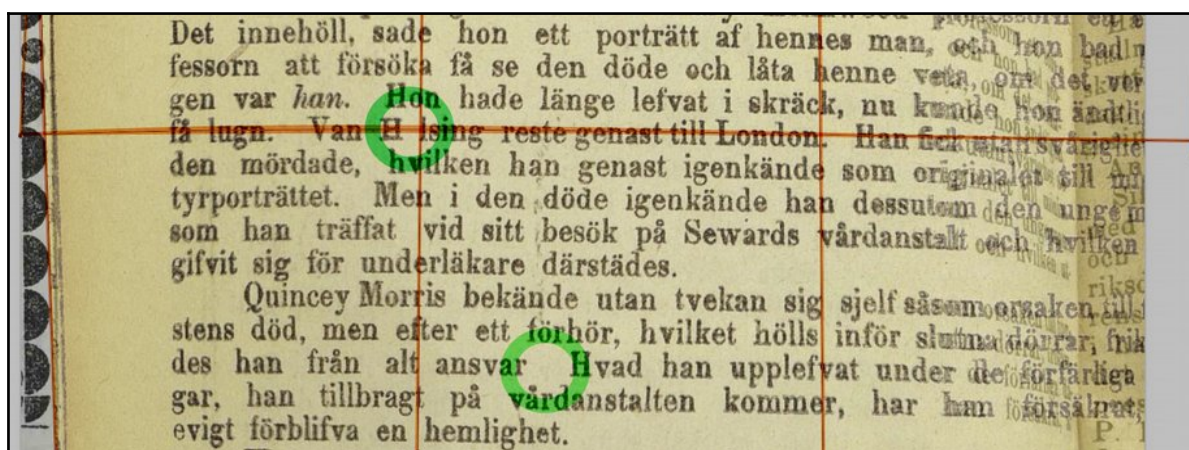 Det innehöll, sade hon ett porträtt af hennes man, och hon bad
fessorn att försöka få se den döde och låta henne veta, om det
gen var han. Hon hade länge lefvat i skräck, nu kunde hon
få lugn. Van H lsing reste genast till London. Han fick utan
den mördade, hvilken han genast igenkände som originalet till
tyrporträttet. Men i den döde igenkände han dessutom den unge
som han träffat vid sitt besök på Sewards vårdanstalt och hvilken
gifvit sig för underläkare därstädes.
Quincey Morris bekände utan tvekan sig sjelf såsom orsaken till
stens död, men efter ett förhör, hvilket hölls inför slutna dörrar,
des han från alt ansvar Hvad han upplefvat under de förfärliga
gar, han tillbragt på vårdanstalten kommer, har han försäkrat,
evigt förblifva en hemlighet.